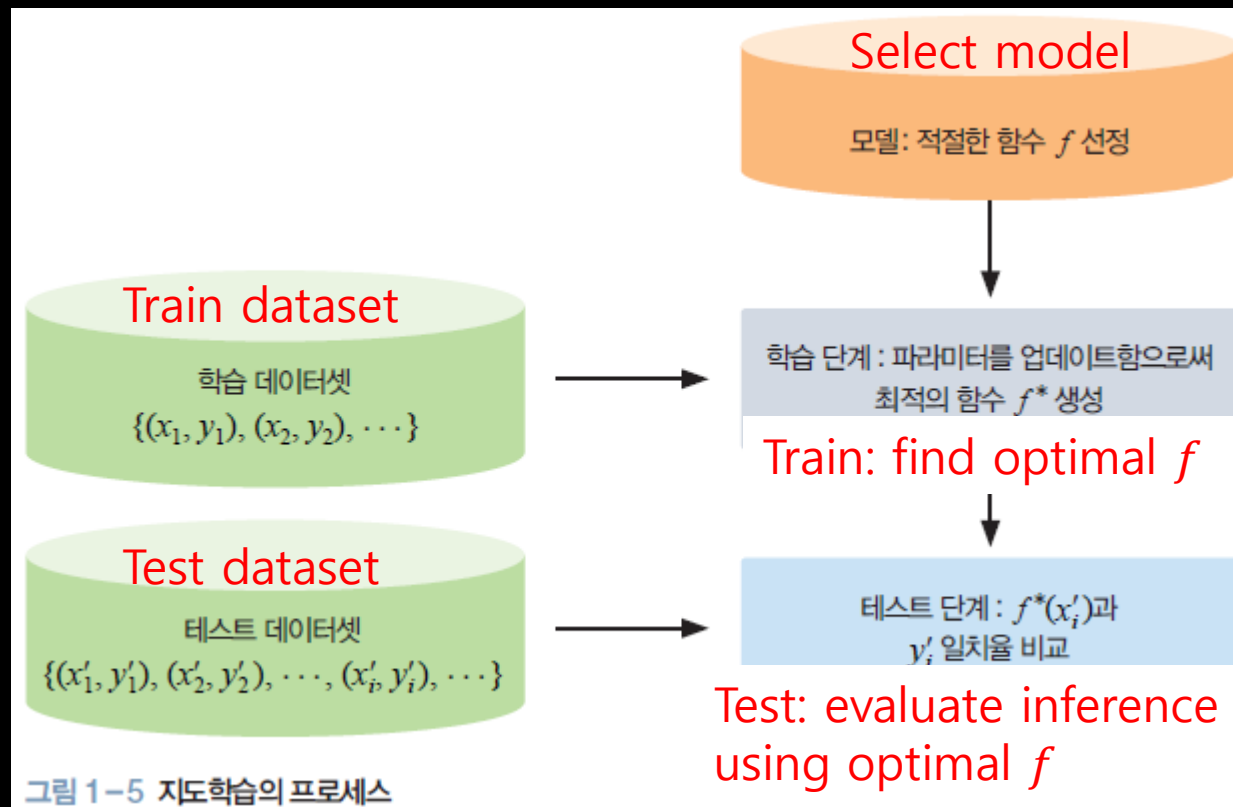 Select model
모델: 적절한 함수 f 선정
Train dataset
학습 데이터셋
{(x₁, y₁), (x₂, y₂), ···}
학습 단계 : 파라미터를 업데이트함으로써
최적의 함수 f* 생성
Train: find optimal f
Test dataset
테스트 데이터셋
{(x′₁, y′₁), (x′₂, y′₂), ···, (x′ᵢ, y′ᵢ), ···}
테스트 단계 : f*(x′ᵢ)과
y′ᵢ 일치율 비교
Test: evaluate inference
using optimal f
그림 1-5 지도학습의 프로세스